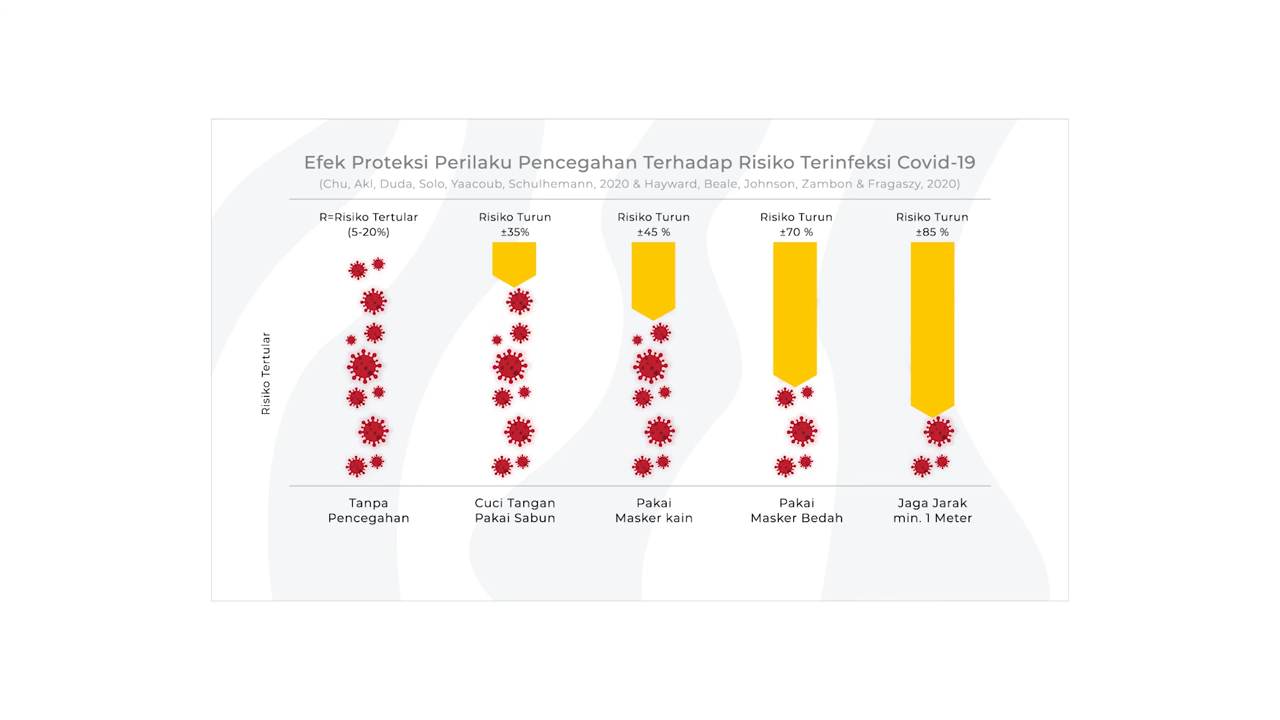 Efek Proteksi Perilaku Pencegahan Terhadap Risiko Terinfeksi Covid-19
(Chu, Akl, Duda, Solo, Yaacoub, Schulhemann, 2020 & Hayward, Beale, Johnson, Zambon & Fragaszy, 2020)
R=Risiko Tertular
(5-20%)
Risiko Turun
±35%
Risiko Turun
±45 %
Risiko Turun
±70 %
Risiko Turun
±85 %
Risiko Tertular
Tanpa
Pencegahan
Cuci Tangan
Pakai Sabun
Pakai
Masker kain
Pakai
Masker Bedah
Jaga Jarak
min. 1 Meter